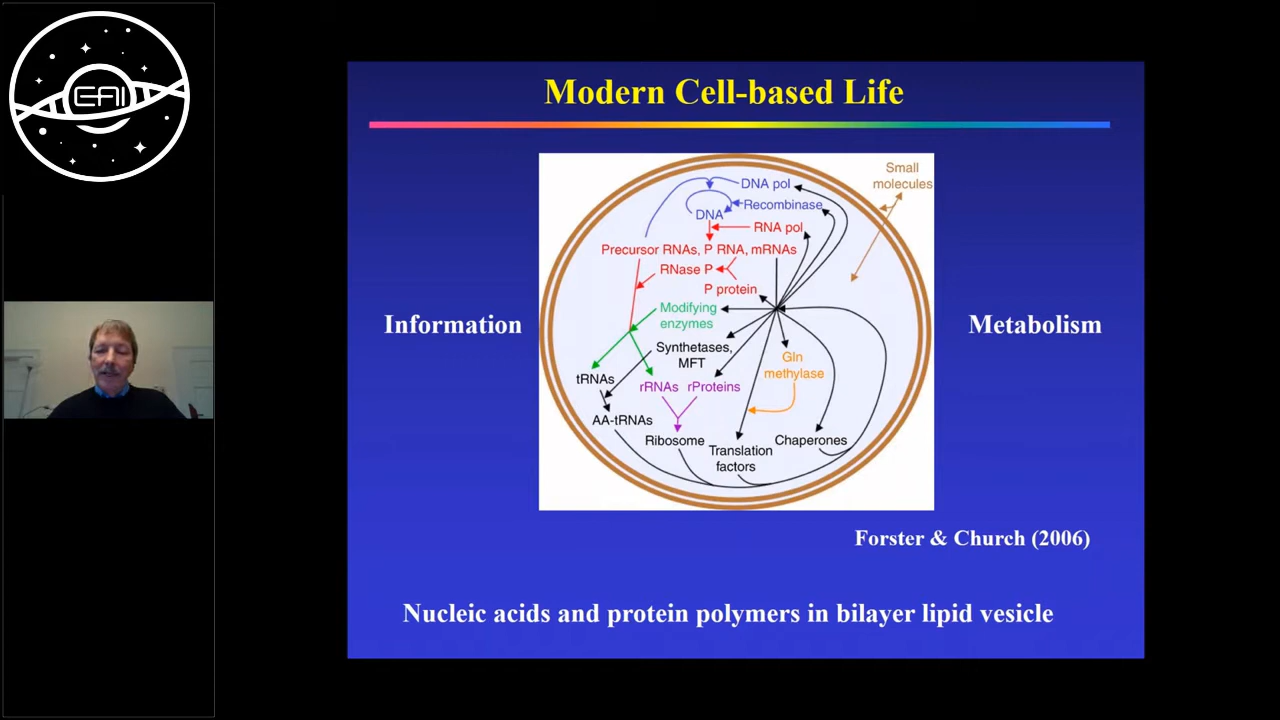 EAI
Modern Cell-based Life
Small
molecules
DNA pol
Recombinase
DNA
RNA pol
Precursor RNAs, P RNA, mRNAs
RNase P
P protein
Modifying
enzymes
Information
Metabolism
Synthetases,
MFT
Gln
methylase
tRNAs
rRNAs rProteins
AA-tRNAs
Ribosome
Translation
factors
Chaperones
Forster & Church (2006)
Nucleic acids and protein polymers in bilayer lipid vesicle